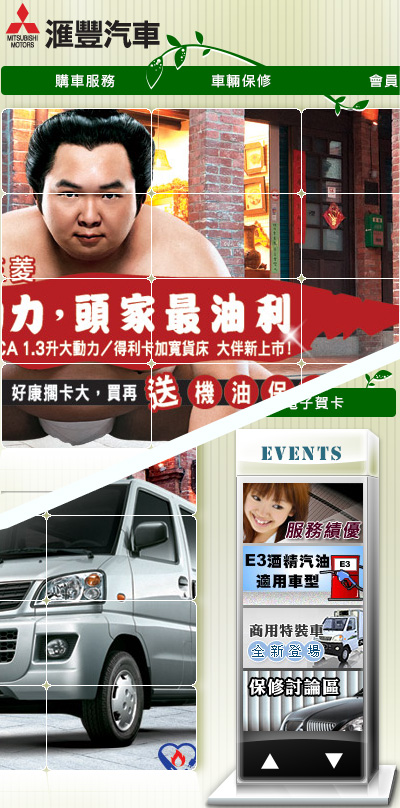 MITSUBISHI
MOTORS
滙豐汽車
購車服務
車輛保修
會員
菱
力，頭家最油利
CA 1.3升大動力／得利卡加寬貨床 大伴新上市！
好康攔卡大，買再送機油保
子賀卡
EVENTS
服務績優
E3酒精汽油
適用車型
E3
商用特裝車
全新登場
保修討論區